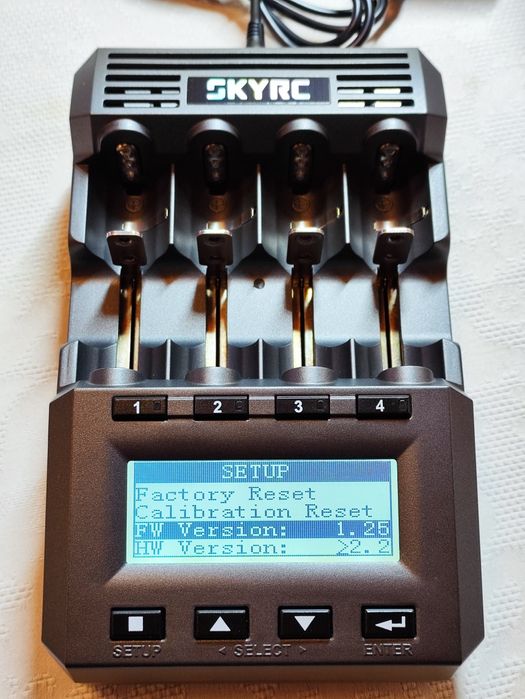 SKYRC
1 2 3 4
SETUP
Factory Reset
Calibration Reset
FW Version: 1.25
HW Version: ≥2.2
SETUP < SELECT > ENTER